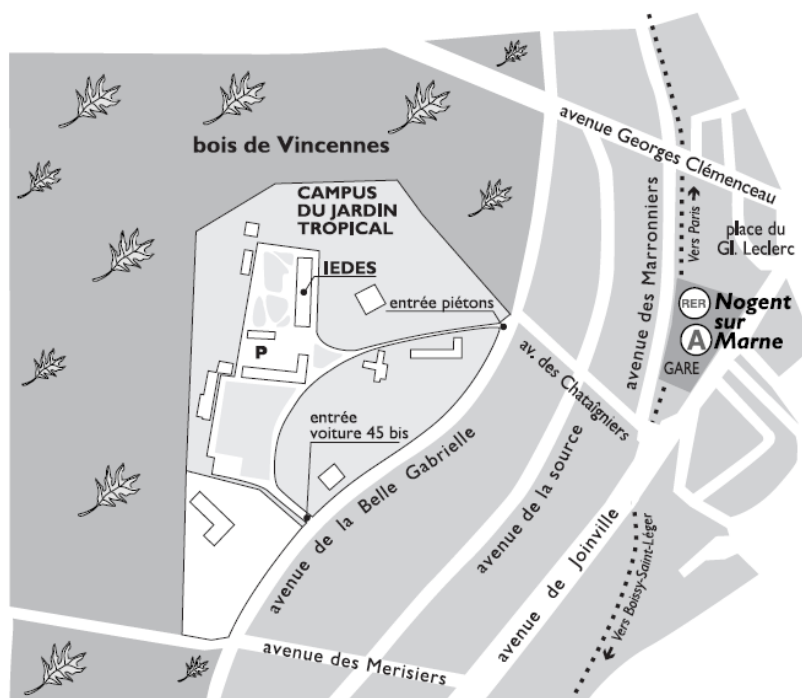 bois de Vincennes
CAMPUS
DU JARDIN
TROPICAL
IEDES
entrée piétons
P
entrée
voiture 45 bis
avenue de la Belle Gabrielle
avenue des Merisiers
avenue de la source
avenue de Joinville
av. des Chataîgniers
avenue des Marronniers
avenue Georges Clémenceau
Vers Paris
place du
Gl. Leclerc
RER
A
Nogent
sur
Marne
GARE
Vers Boissy-Saint-Léger